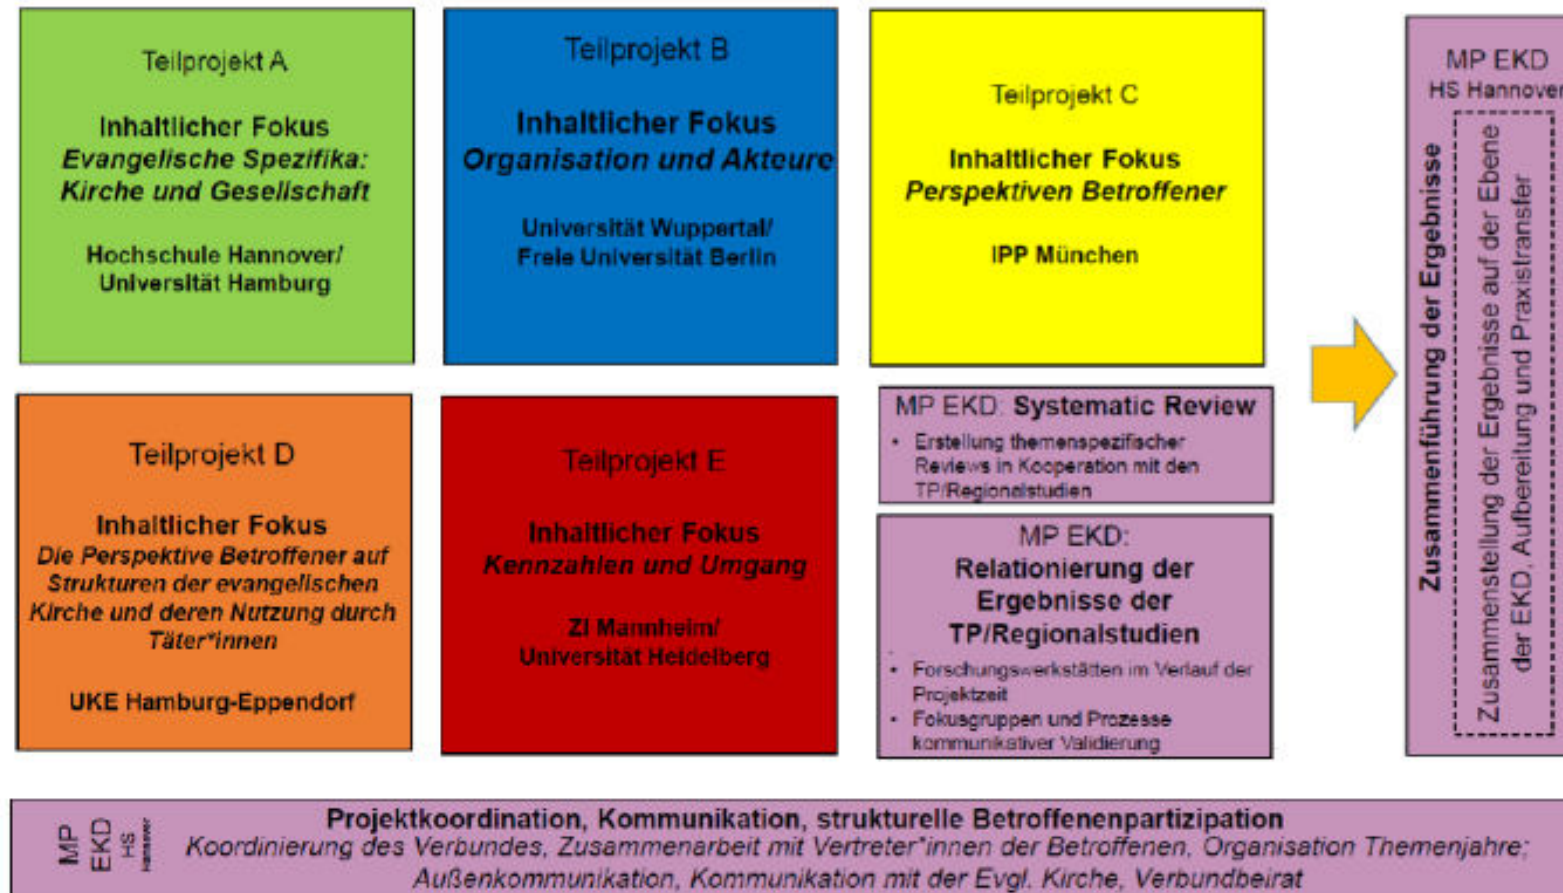 Teilprojekt A
Inhaltlicher Fokus
Evangelische Spezifika:
Kirche und Gesellschaft
Hochschule Hannover/
Universität Hamburg
Teilprojekt B
Inhaltlicher Fokus
Organisation und Akteure
Universität Wuppertal/
Freie Universität Berlin
Teilprojekt C
Inhaltlicher Fokus
Perspektiven Betroffener
IPP München
Teilprojekt D
Inhaltlicher Fokus
Die Perspektive Betroffener auf
Strukturen der evangelischen
Kirche und deren Nutzung durch
Täter*innen
UKE Hamburg-Eppendorf
Teilprojekt E
Inhaltlicher Fokus
Kennzahlen und Umgang
ZI Mannheim/
Universität Heidelberg
MP EKD: Systematic Review
• Erstellung themenspezifischer
Reviews in Kooperation mit den
TP/Regionalstudien
MP EKD:
Relationierung der
Ergebnisse der
TP/Regionalstudien
• Forschungswerkstätten im Verlauf der
Projektzeit
• Fokusgruppen und Prozesse
kommunikativer Validierung
MP EKD
HS Hannover
Zusammenführung der Ergebnisse
Zusammenstellung der Ergebnisse auf der Ebene
der EKD, Aufbereitung und Praxistransfer
MP
EKD
HS
Hannover
Projektkoordination, Kommunikation, strukturelle Betroffenenpartizipation
Koordinierung des Verbundes, Zusammenarbeit mit Vertreter*innen der Betroffenen, Organisation Themenjahre;
Außenkommunikation, Kommunikation mit der Evgl. Kirche, Verbundbeirat